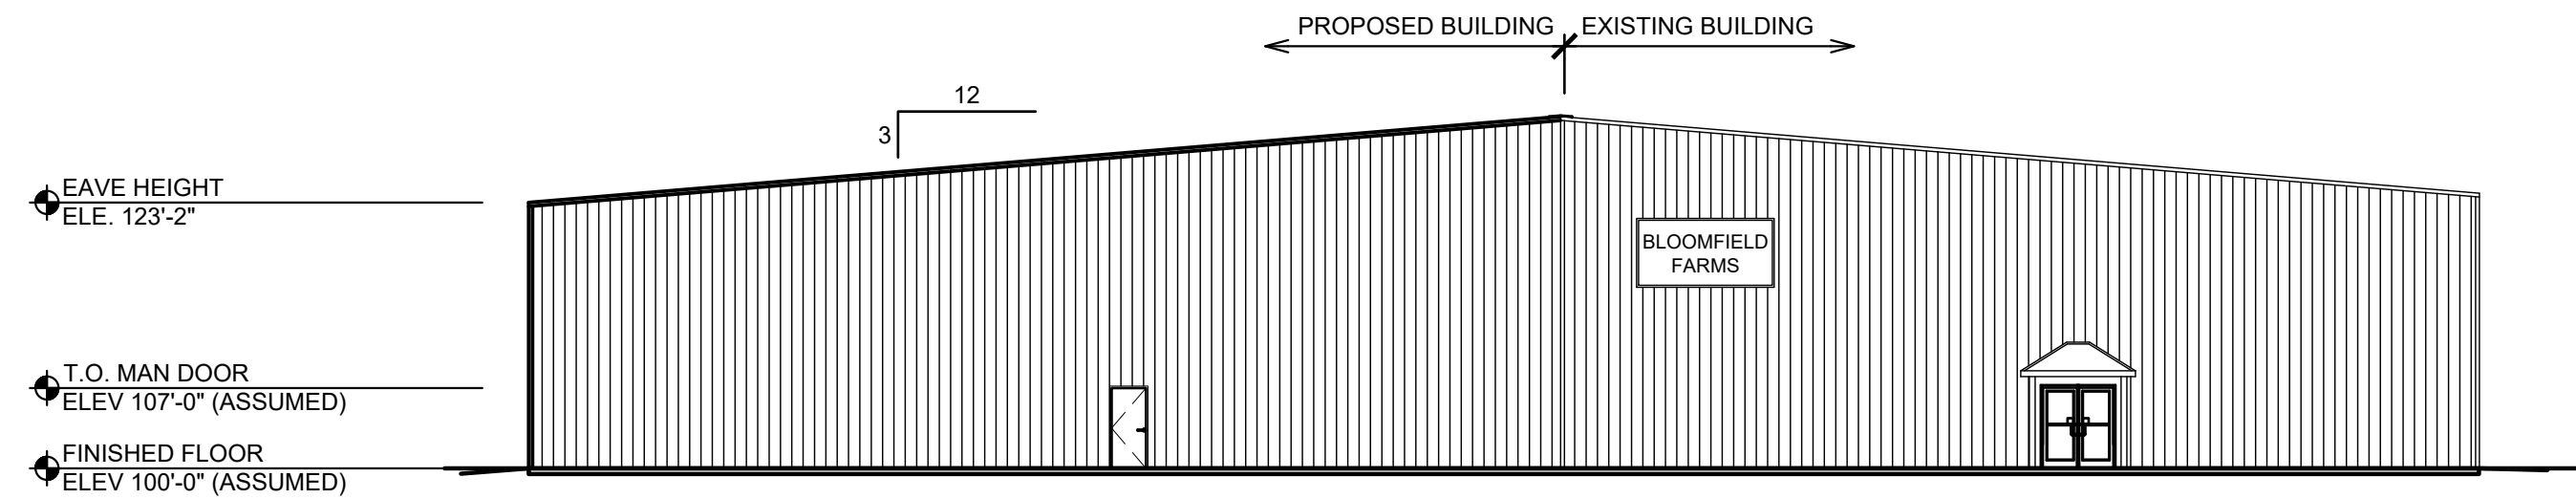 PROPOSED BUILDING EXISTING BUILDING
12
3
EAVE HEIGHT
ELE. 123'-2"
BLOOMFIELD
FARMS
T.O. MAN DOOR
ELEV 107'-0" (ASSUMED)
FINISHED FLOOR
ELEV 100'-0" (ASSUMED)